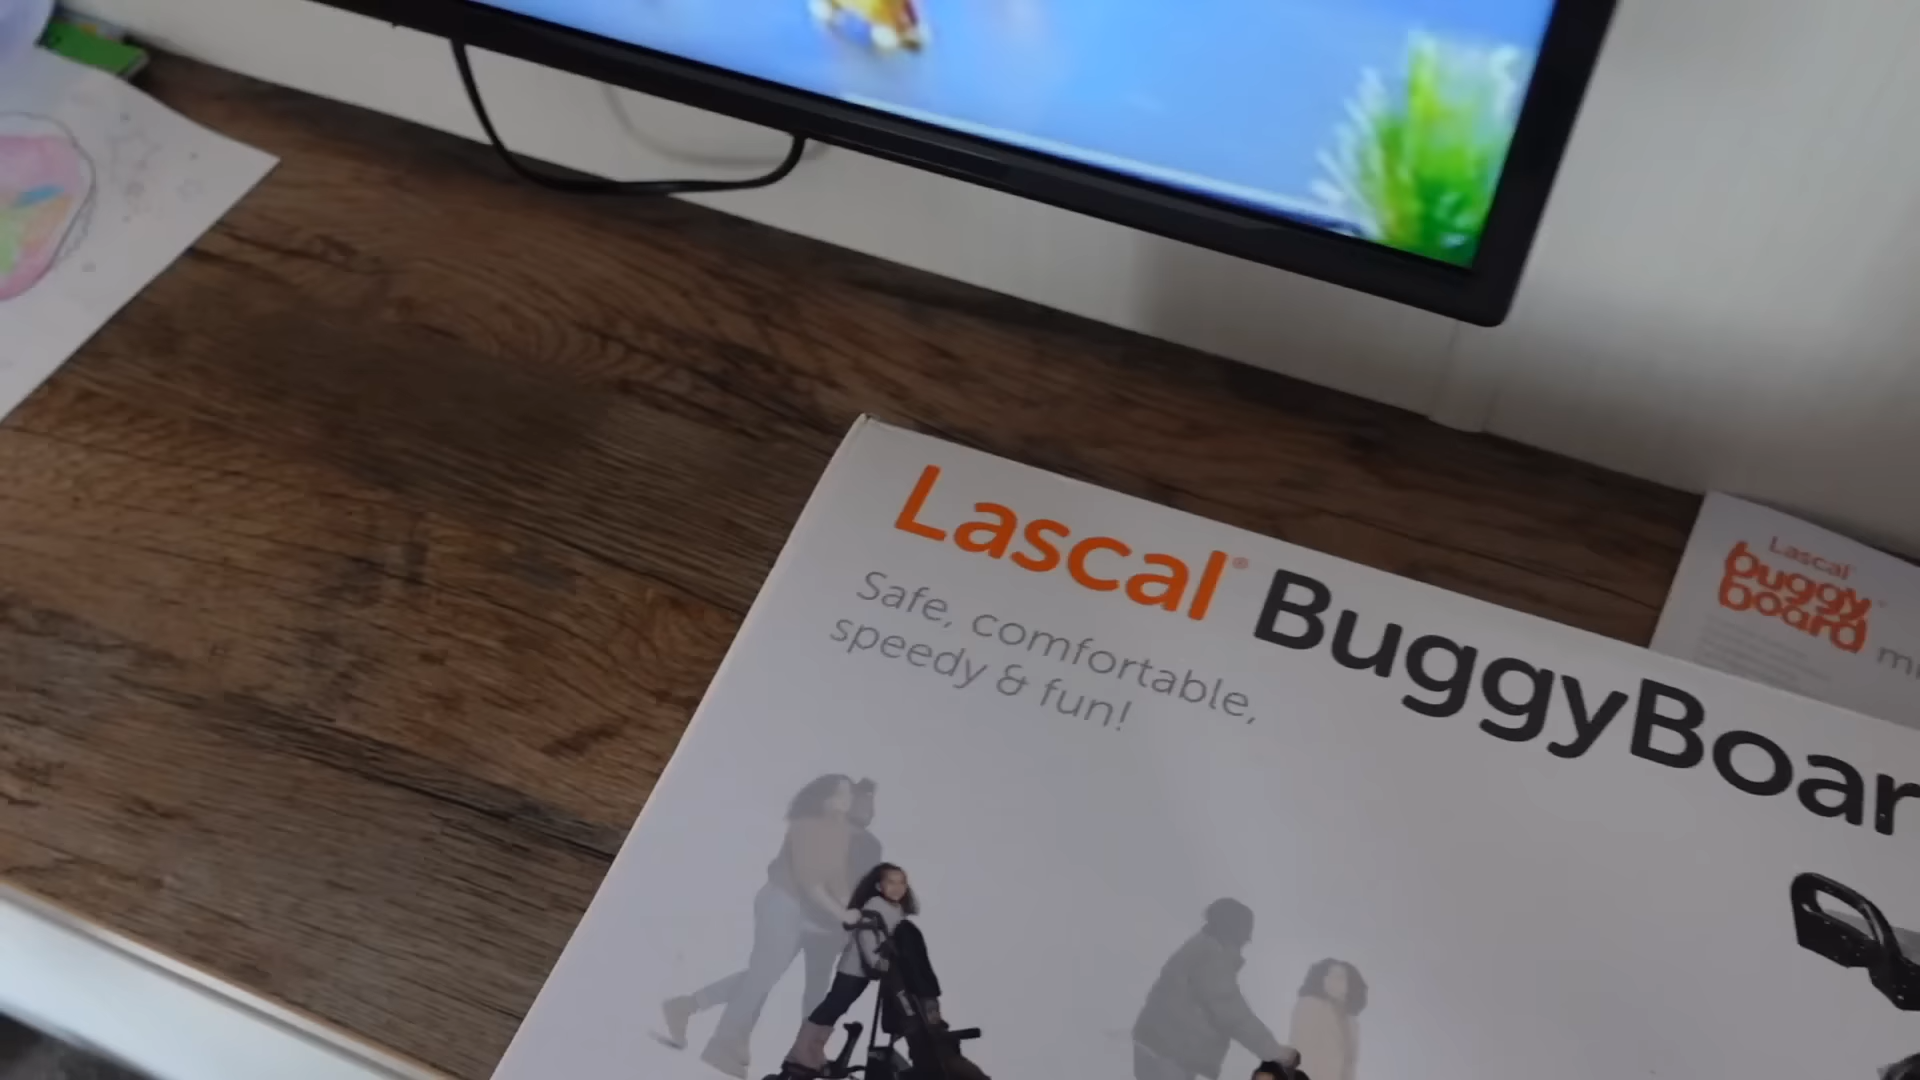 Lascal® BuggyBoar
Safe, comfortable,
speedy & fun!
Lascal
buggy
board